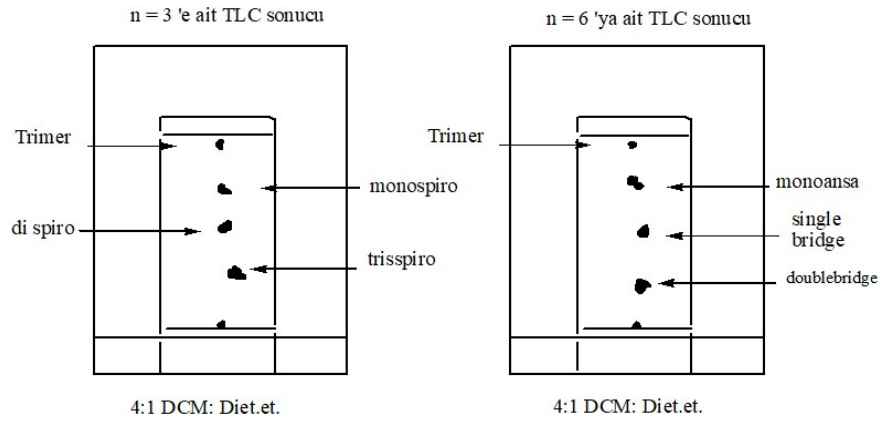 n = 3 'e ait TLC sonucu
Trimer
monospiro
di spiro
trisspiro
4:1 DCM: Diet.et.
n = 6 'ya ait TLC sonucu
Trimer
monoansa
single
bridge
doublebridge
4:1 DCM: Diet.et.